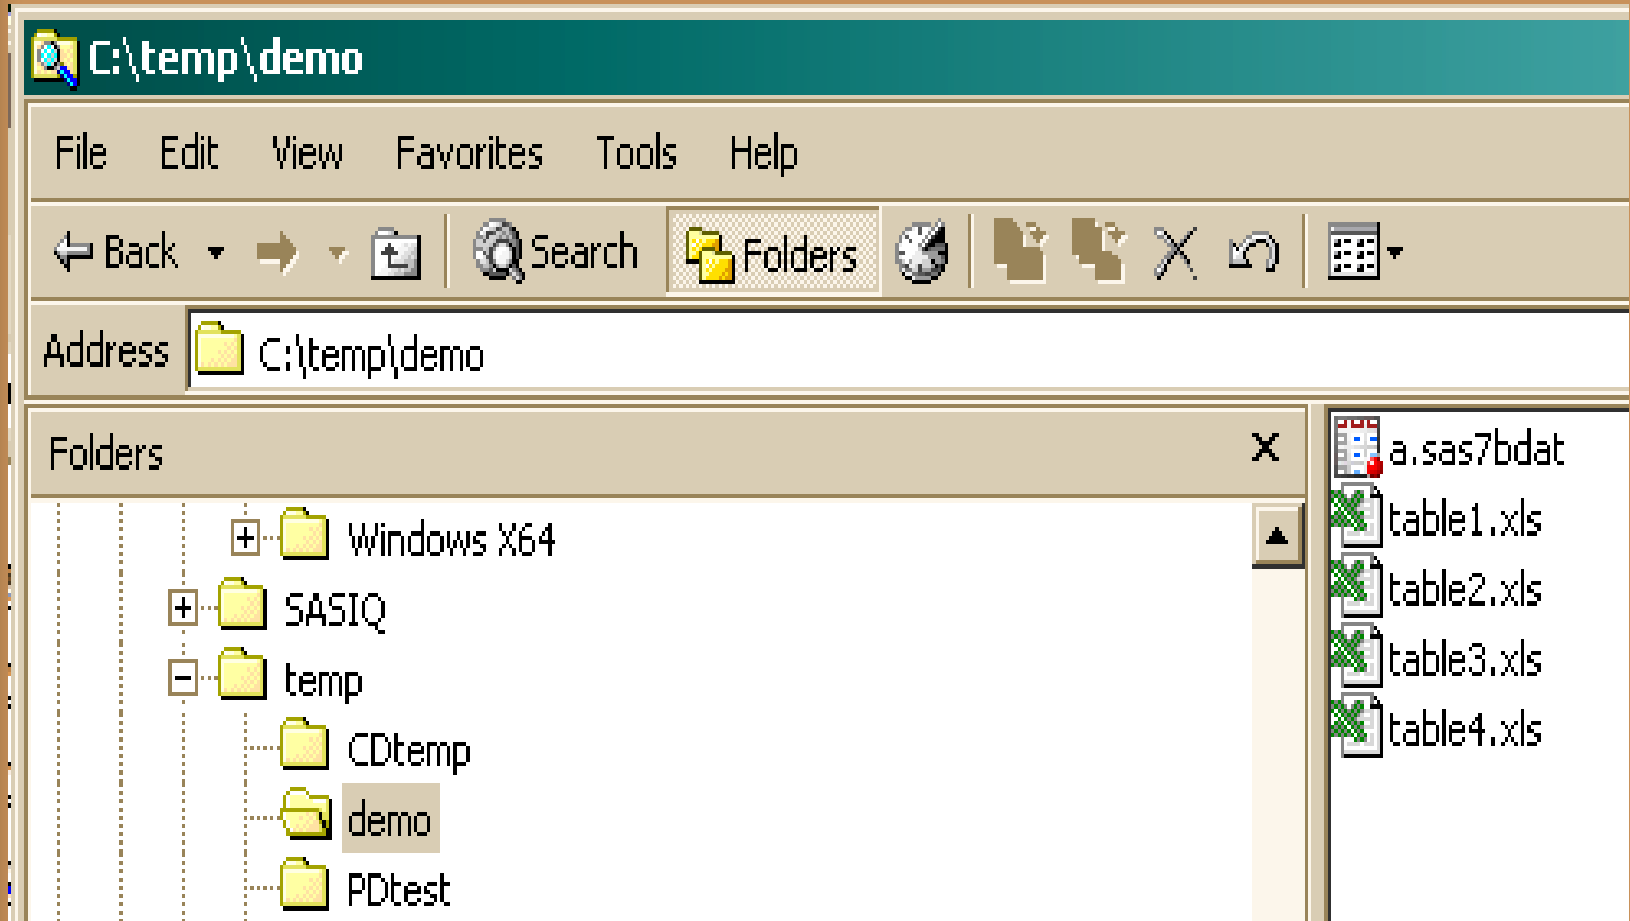 C:\temp\demo
File Edit View Favorites Tools Help
Back Search Folders
Address C:\temp\demo
Folders
Windows X64
SASIQ
temp
CDtemp
demo
PDtest
a.sas7bdat
table1.xls
table2.xls
table3.xls
table4.xls